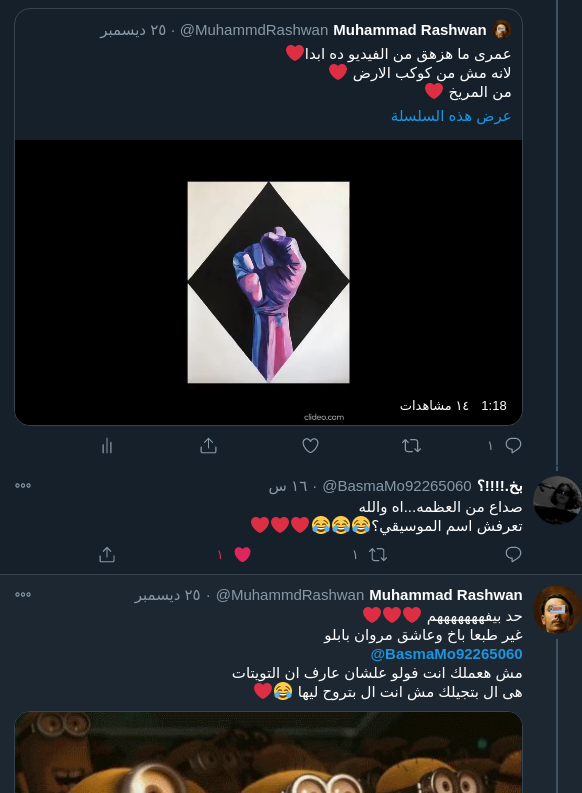 Muhammad Rashwan @MuhammdRashwan · ٢٥ ديسمبر
عمرى ما هزهق من الفيديو ده ابدا❤️
لانه مش من كوكب الارض ❤️
من المريخ ❤️
عرض هذه السلسلة
١٤ مشاهدات 1:18
clideo.com
١
بخ.!!!!؟ @BasmaMo92265060 · ١٦ س
صداع من العظمه...اه والله
تعرفش اسم الموسيقي؟😂😂😂❤️❤️❤️
١ ١
Muhammad Rashwan @MuhammdRashwan · ٢٥ ديسمبر
حد بيفههههههههم ❤️❤️❤️
غير طبعا باخ وعاشق مروان بابلو
@BasmaMo92265060
مش هعملك انت فولو علشان عارف ان التويتات
هى ال بتجيلك مش انت ال بتروح ليها 😂❤️